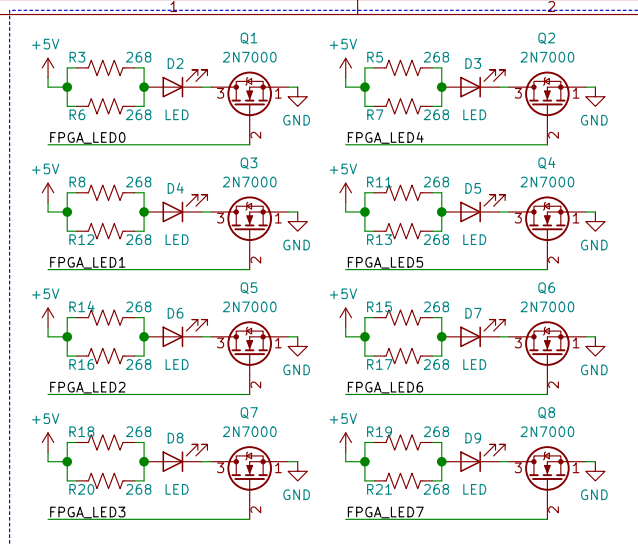 1 2
Q1 Q2
+5V R3 268 D2 2N7000 +5V R5 268 D3 2N7000
3 1 3 1
R6 268 LED 2 GND R7 268 LED 2 GND
FPGA_LED0 FPGA_LED4
Q3 Q4
+5V R8 268 D4 2N7000 +5V R11 268 D5 2N7000
3 1 3 1
R12 268 LED 2 GND R13 268 LED 2 GND
FPGA_LED1 FPGA_LED5
Q5 Q6
+5V R14 268 D6 2N7000 +5V R15 268 D7 2N7000
3 1 3 1
R16 268 LED 2 GND R17 268 LED 2 GND
FPGA_LED2 FPGA_LED6
Q7 Q8
+5V R18 268 D8 2N7000 +5V R19 268 D9 2N7000
3 1 3 1
R20 268 LED 2 GND R21 268 LED 2 GND
FPGA_LED3 FPGA_LED7